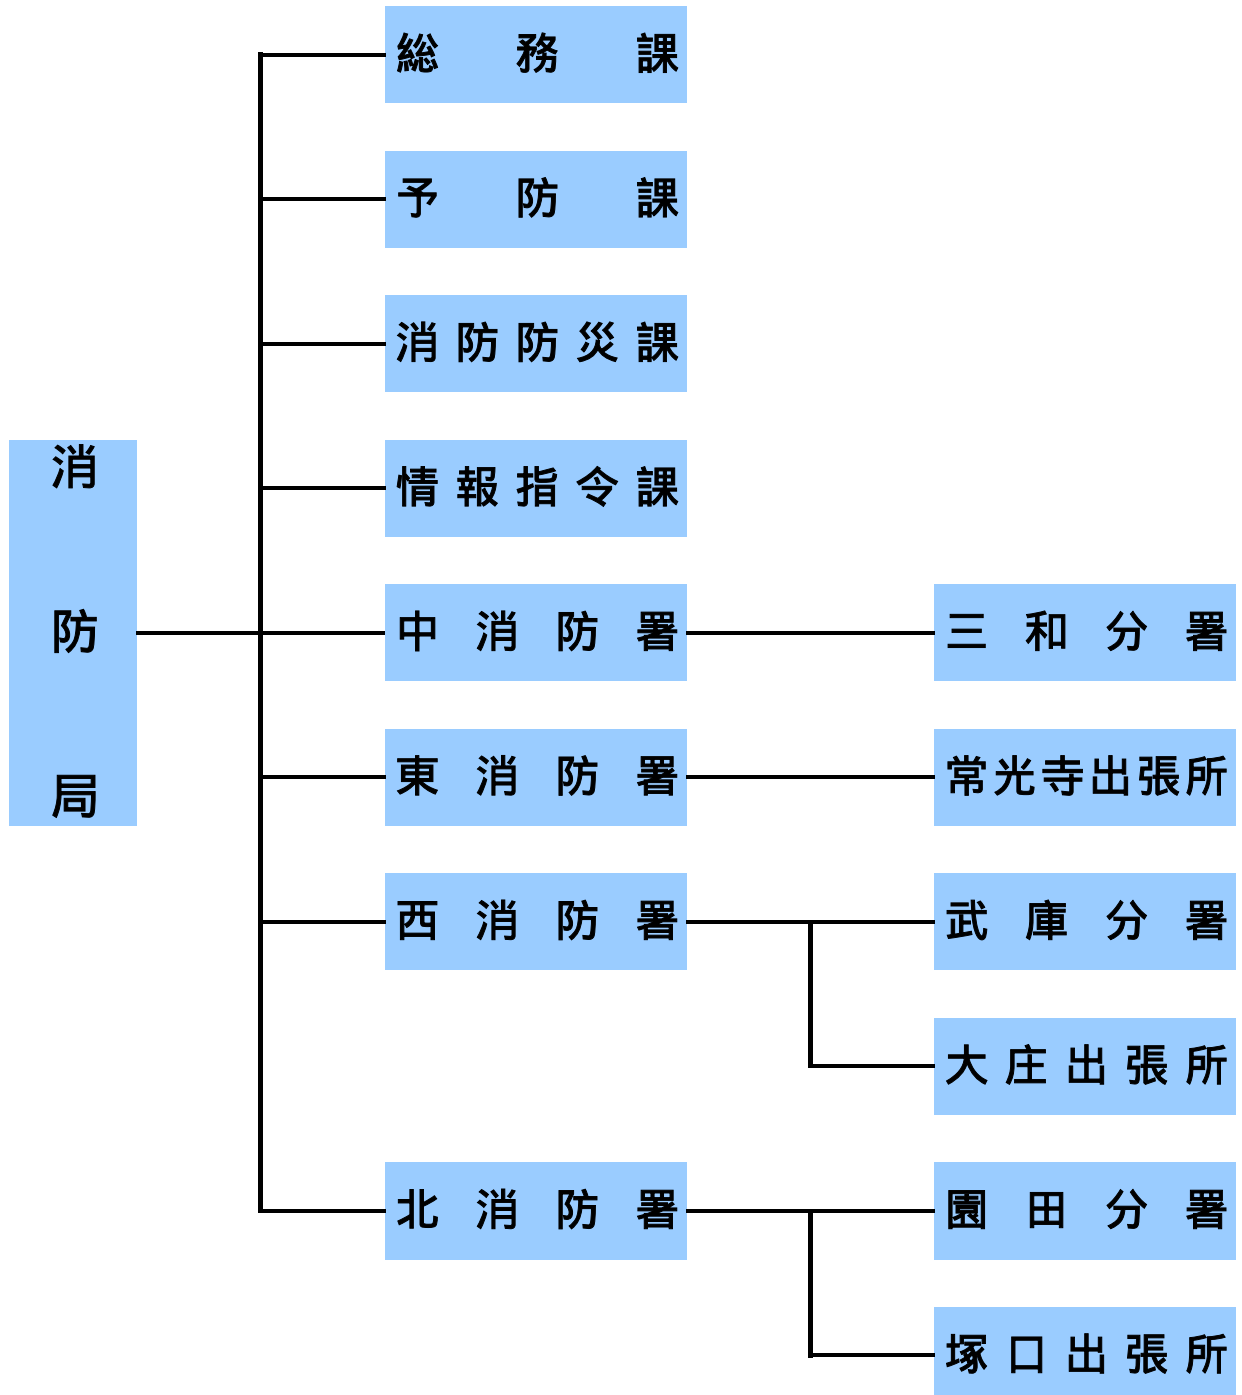 消防局
総務課
予防課
消防防災課
情報指令課
中消防署
三和分署
東消防署
常光寺出張所
西消防署
武庫分署
大庄出張所
北消防署
園田分署
塚口出張所